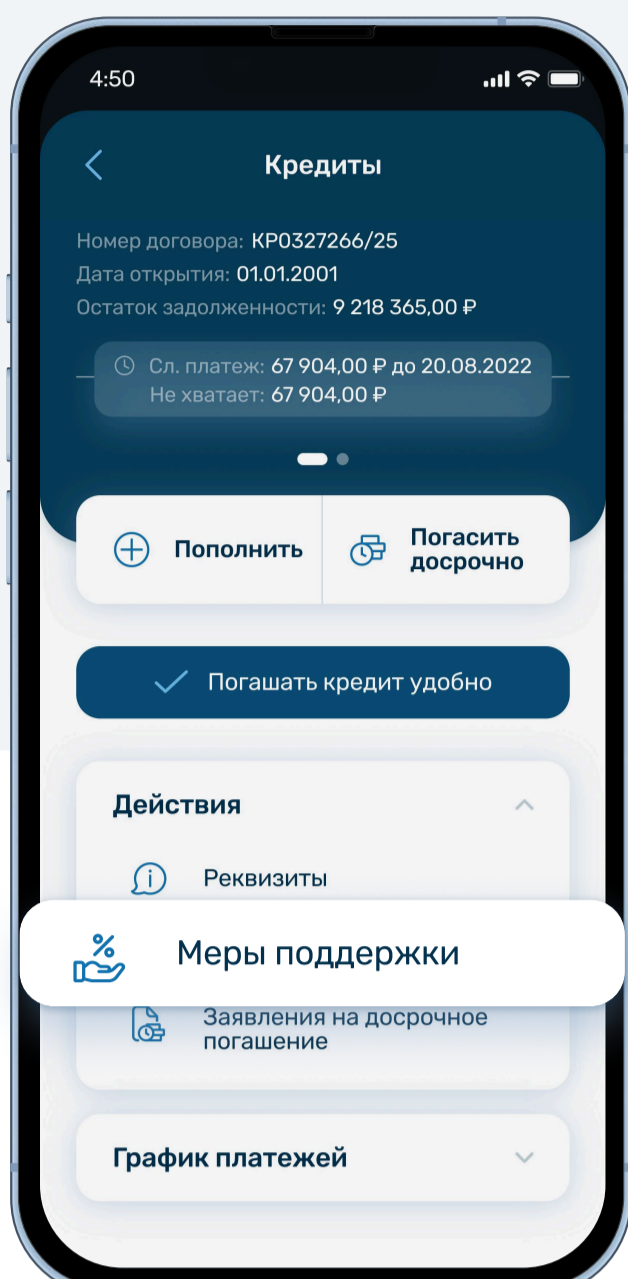 4:50
Кредиты
Номер договора: КР0327266/25
Дата открытия: 01.01.2001
Остаток задолженности: 9 218 365,00 ₽
Сл. платеж: 67 904,00 ₽ до 20.08.2022
Не хватает: 67 904,00 ₽
Пополнить
Погасить
досрочно
Погашать кредит удобно
Действия
Реквизиты
Меры поддержки
Заявления на досрочное
погашение
График платежей